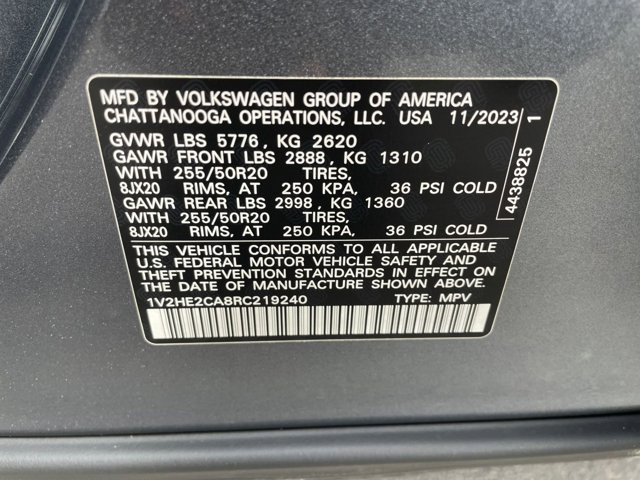 MFD BY VOLKSWAGEN GROUP OF AMERICA
CHATTANOOGA OPERATIONS, LLC. USA 11/2023
GVWR LBS 5776, KG 2620
GAWR FRONT LBS 2888, KG 1310
WITH 255/50R20 TIRES,
8JX20 RIMS, AT 250 KPA, 36 PSI COLD
GAWR REAR LBS 2998, KG 1360
WITH 255/50R20 TIRES,
8JX20 RIMS, AT 250 KPA, 36 PSI COLD
THIS VEHICLE CONFORMS TO ALL APPLICABLE
U.S. FEDERAL MOTOR VEHICLE SAFETY AND
THEFT PREVENTION STANDARDS IN EFFECT ON
DATE OF MANUFACTURE SHOWN ABOVE.
1V2HE2CA8RC219240 TYPE: MPV
4438825 1